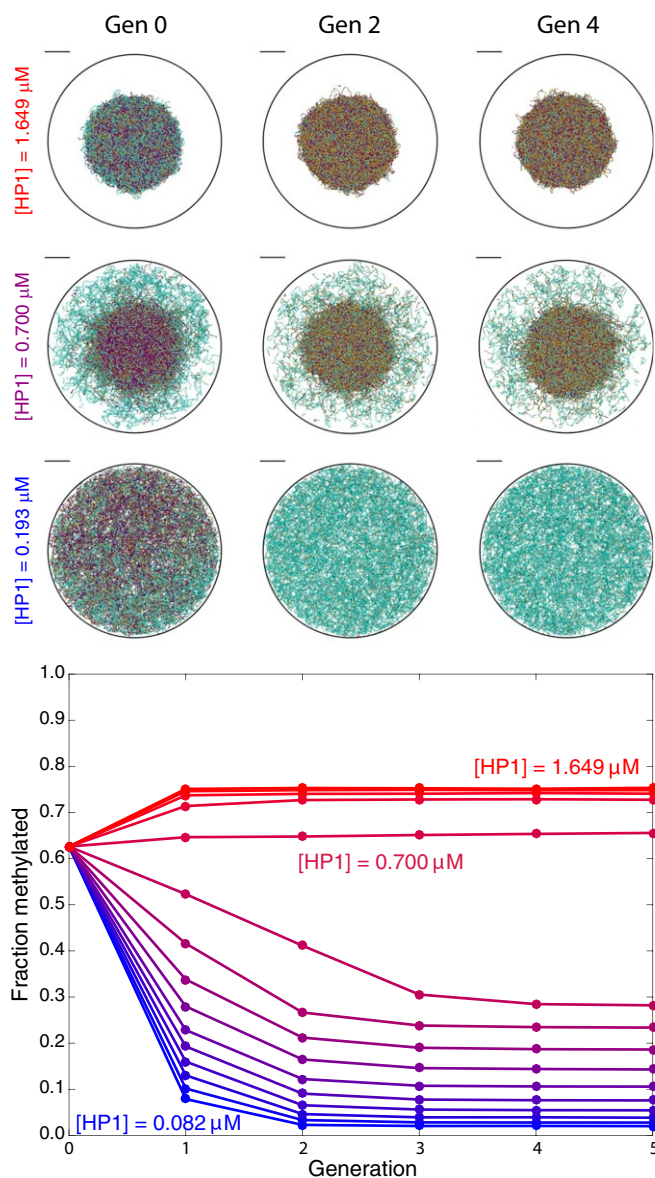 Gen 0 Gen 2 Gen 4
[HP1] = 1.649 μM
[HP1] = 0.700 μM
[HP1] = 0.193 μM
1.0
0.9
0.8
[HP1] = 1.649 μM
0.7
[HP1] = 0.700 μM
0.6
0.5
0.4
0.3
0.2
0.1
[HP1] = 0.082 μM
0.0
Fraction methylated
0 1 2 3 4 5
Generation